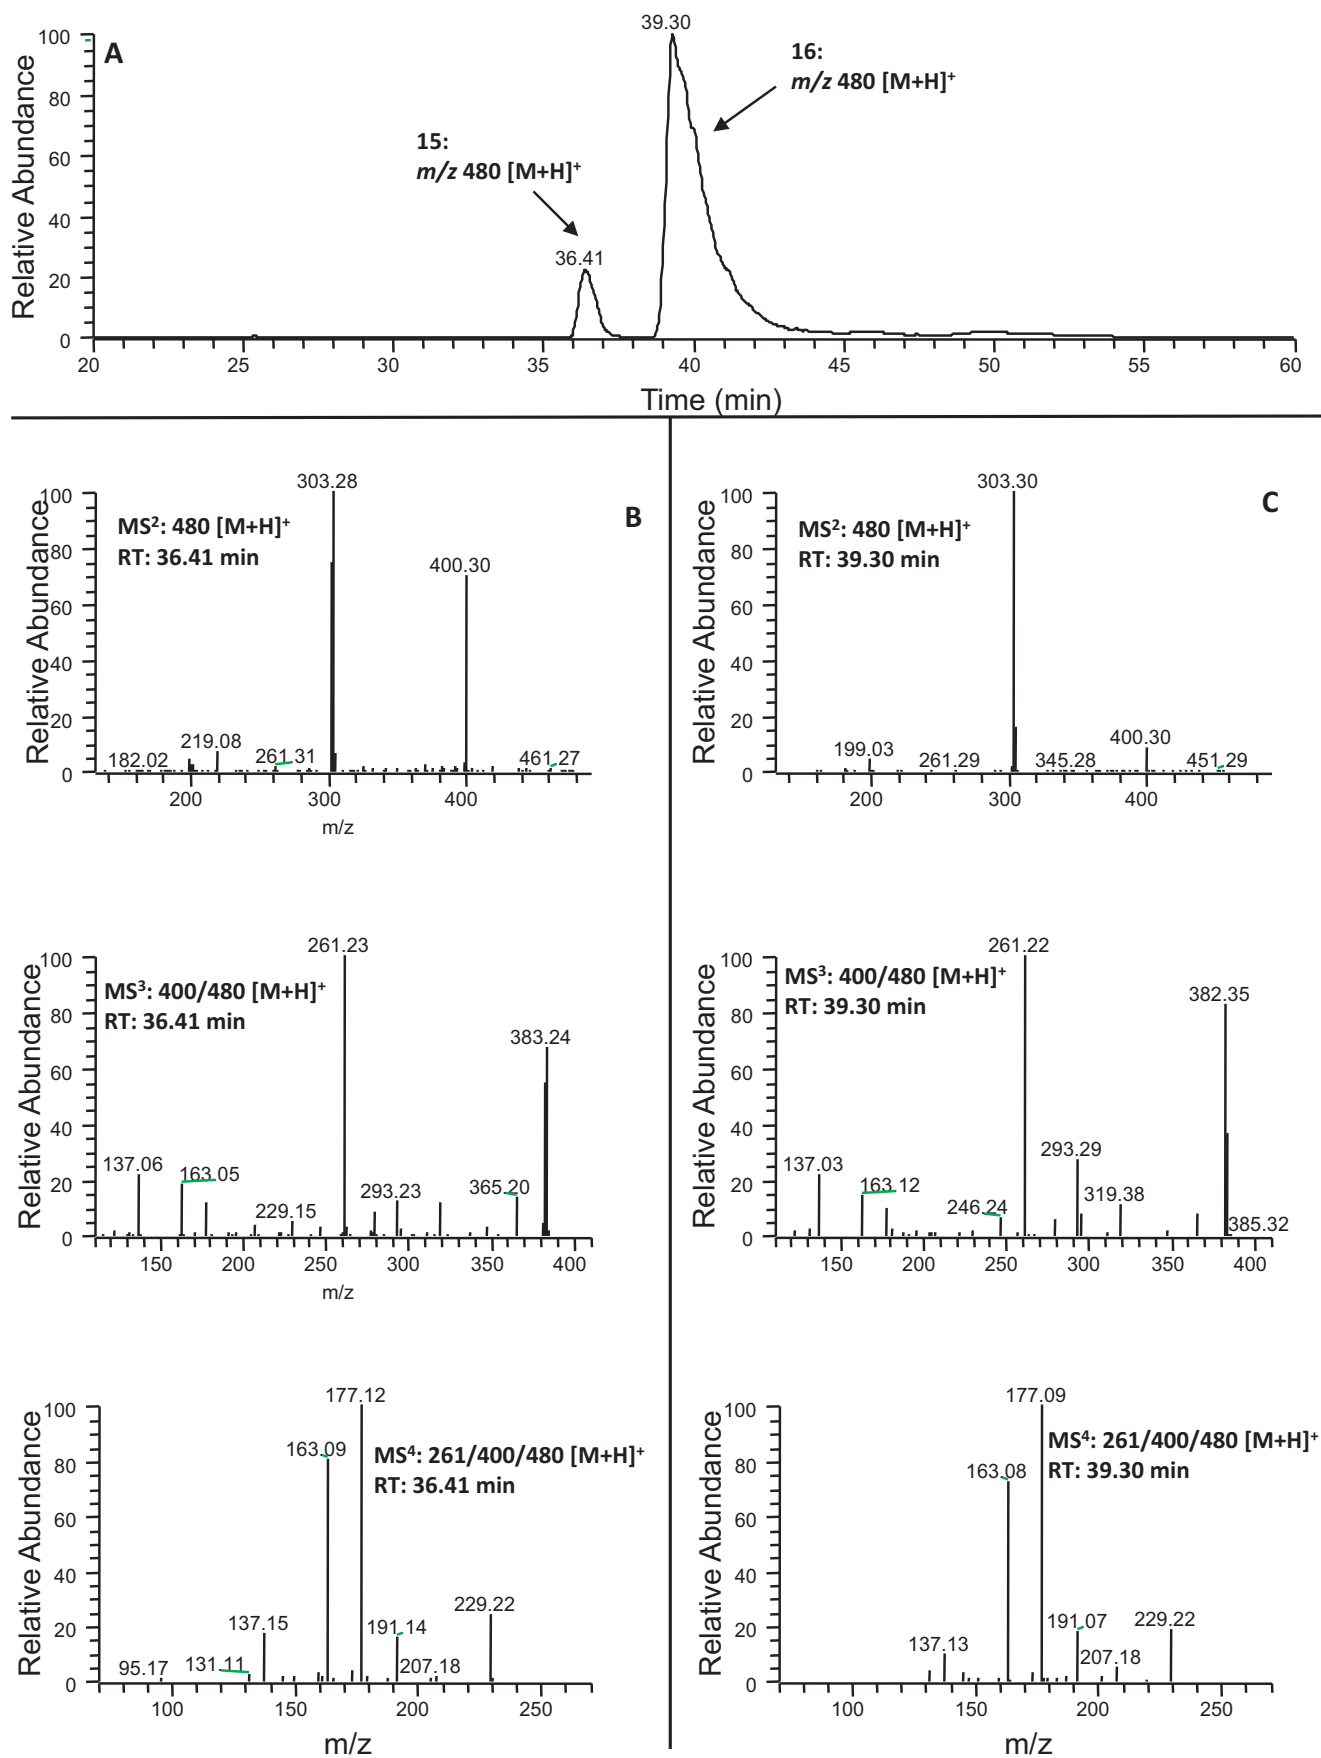 A
Relative Abundance
100
80
60
40
20
0
39.30
16:
m/z 480 [M+H]+
15:
m/z 480 [M+H]+
36.41
20 25 30 35 40 45 50 55 60
Time (min)
B
Relative Abundance
100
80
60
40
20
0
MS2: 480 [M+H]+
RT: 36.41 min
303.28
400.30
182.02
219.08
261.31
461.27
200 300 400
m/z
C
Relative Abundance
100
80
60
40
20
0
MS2: 480 [M+H]+
RT: 39.30 min
303.30
400.30
199.03
261.29
345.28
451.29
200 300 400
Relative Abundance
100
80
60
40
20
0
MS3: 400/480 [M+H]+
RT: 36.41 min
261.23
383.24
137.06
163.05
229.15
293.23
365.20
150 200 250 300 350 400
m/z
Relative Abundance
100
80
60
40
20
0
MS3: 400/480 [M+H]+
RT: 39.30 min
261.22
382.35
293.29
137.03
163.12
246.24
319.38
385.32
150 200 250 300 350 400
Relative Abundance
100
80
60
40
20
0
177.12
163.09
MS4: 261/400/480 [M+H]+
RT: 36.41 min
137.15
191.14
229.22
95.17
131.11
207.18
100 150 200 250
m/z
Relative Abundance
100
80
60
40
20
0
177.09
163.08
MS4: 261/400/480 [M+H]+
RT: 39.30 min
137.13
191.07
229.22
207.18
100 150 200 250
m/z